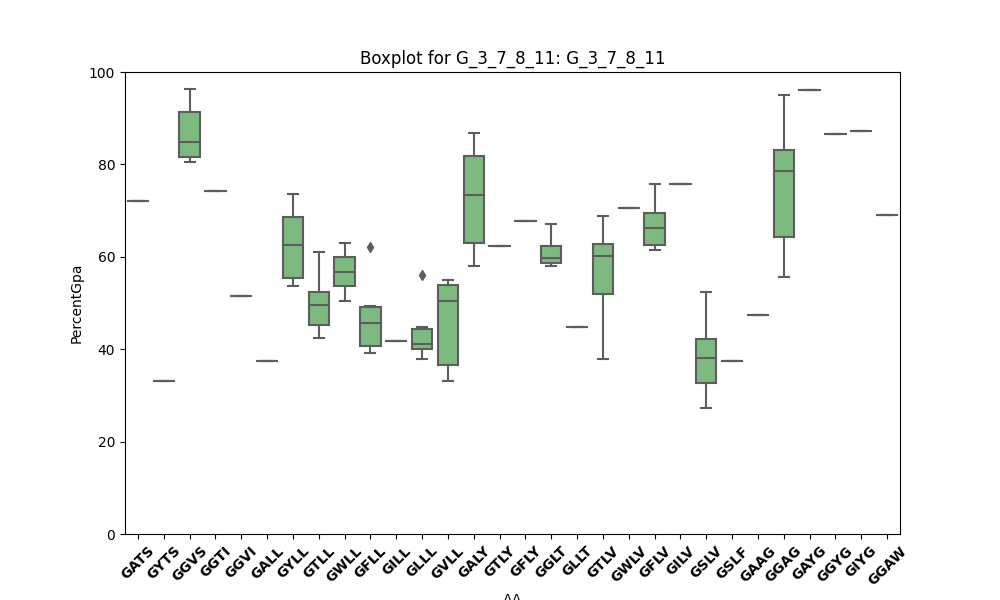 Boxplot for G_3_7_8_11: G_3_7_8_11
PercentGpa
100
80
60
40
20
0
GATS
GYTS
GGVS
GGTI
GGVI
GALL
GYLL
GTLL
GWLL
GFLL
GILL
GLLL
GVLL
GALY
GTLY
GFLY
GGLT
GLLT
GTLV
GWLV
GFLV
GILV
GSLV
GSLF
GAAG
GGAG
GAYG
GGYG
GIYG
GGAW
AA